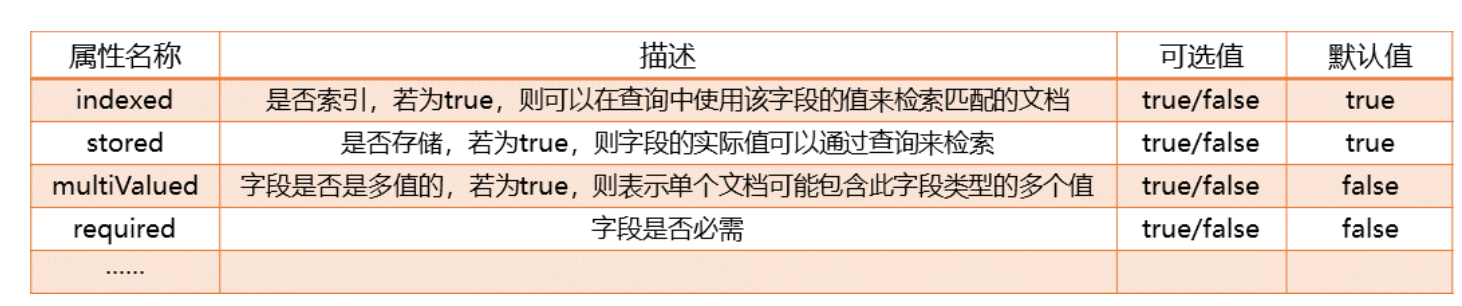 属性名称 描述 可选值 默认值
indexed 是否索引，若为true，则可以在查询中使用该字段的值来检索匹配的文档 true/false true
stored 是否存储，若为true，则字段的实际值可以通过查询来检索 true/false true
multiValued 字段是否是多值的，若为true，则表示单个文档可能包含此字段类型的多个值 true/false false
required 字段是否必需 true/false false
……